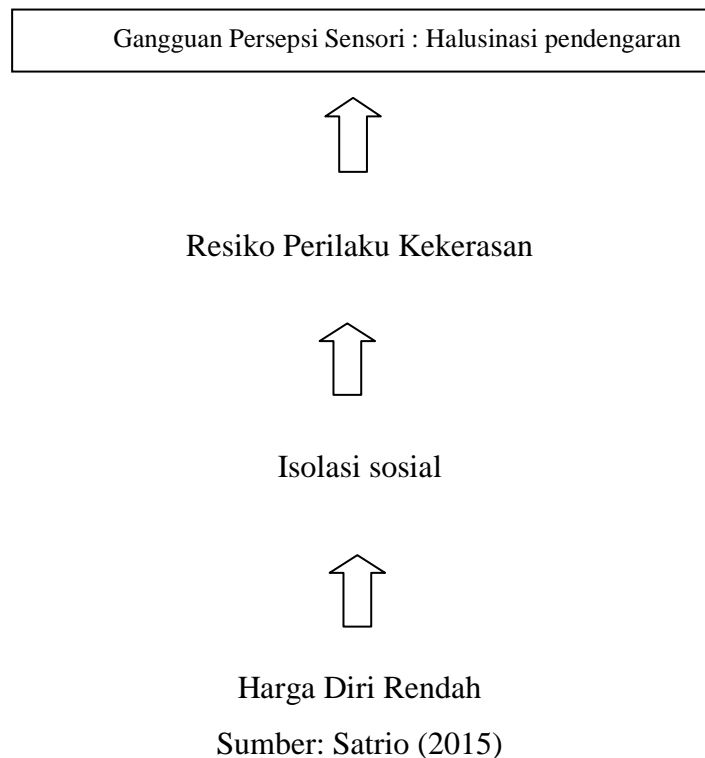 Gangguan Persepsi Sensori : Halusinasi pendengaran
Resiko Perilaku Kekerasan
Isolasi sosial
Harga Diri Rendah
Sumber: Satrio (2015)